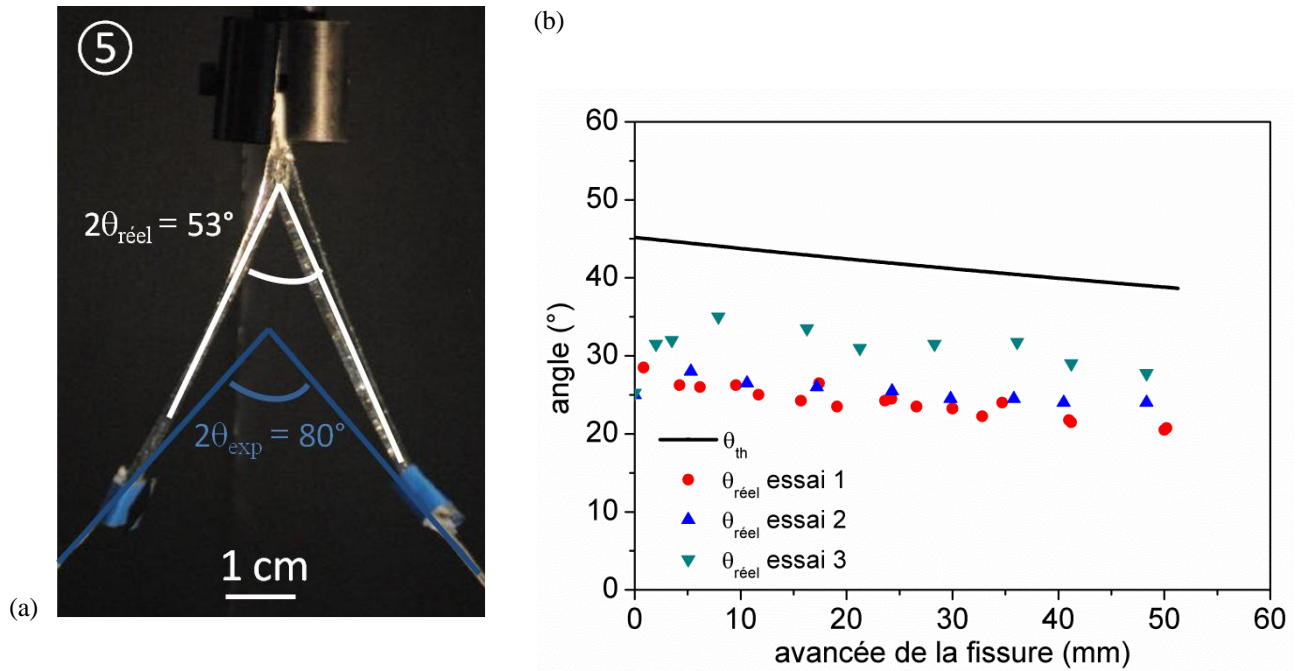 (a)
⑤
2θréel = 53°
2θexp = 80°
1 cm
(b)
angle (°)
60
50
40
30
20
10
0
θth
θréel essai 1
θréel essai 2
θréel essai 3
0 10 20 30 40 50 60
avancée de la fissure (mm)